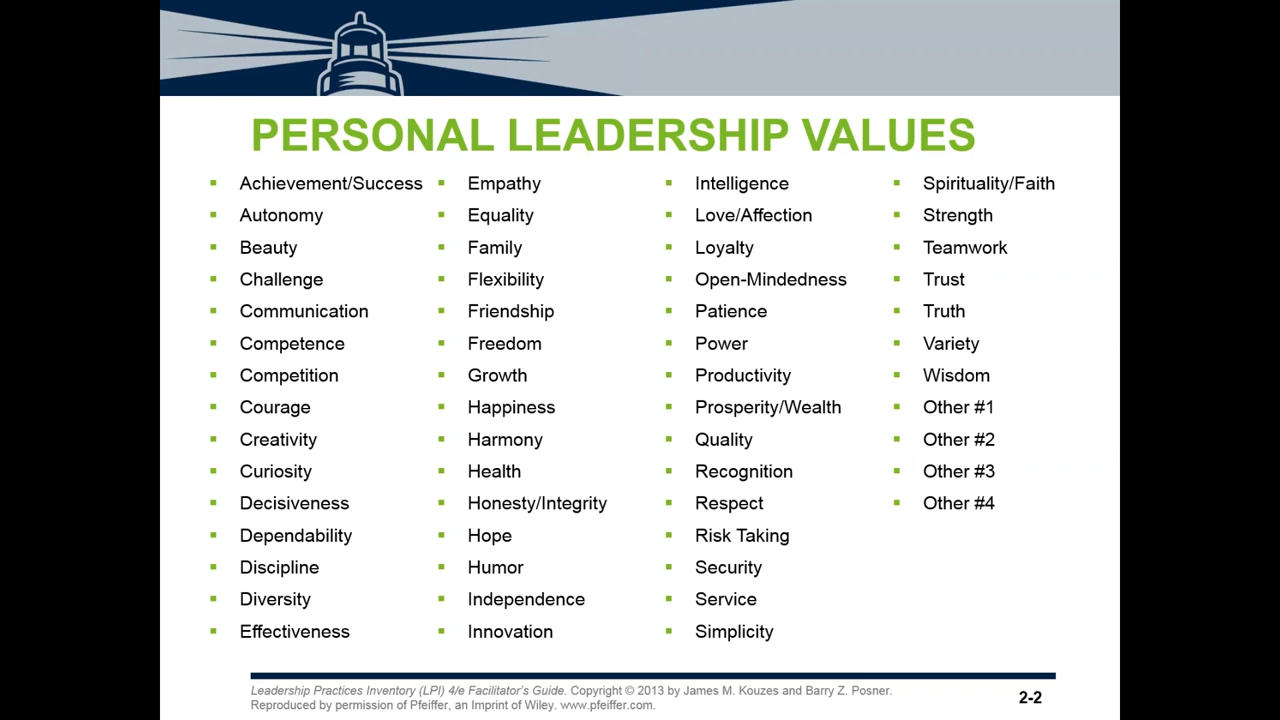 PERSONAL LEADERSHIP VALUES
Achievement/Success
Autonomy
Beauty
Challenge
Communication
Competence
Competition
Courage
Creativity
Curiosity
Decisiveness
Dependability
Discipline
Diversity
Effectiveness
Empathy
Equality
Family
Flexibility
Friendship
Freedom
Growth
Happiness
Harmony
Health
Honesty/Integrity
Hope
Humor
Independence
Innovation
Intelligence
Love/Affection
Loyalty
Open-Mindedness
Patience
Power
Productivity
Prosperity/Wealth
Quality
Recognition
Respect
Risk Taking
Security
Service
Simplicity
Spirituality/Faith
Strength
Teamwork
Trust
Truth
Variety
Wisdom
Other #1
Other #2
Other #3
Other #4
Leadership Practices Inventory (LPI) 4/e Facilitator's Guide. Copyright © 2013 by James M. Kouzes and Barry Z. Posner.
Reproduced by permission of Pfeiffer, an Imprint of Wiley. www.pfeiffer.com.
2-2